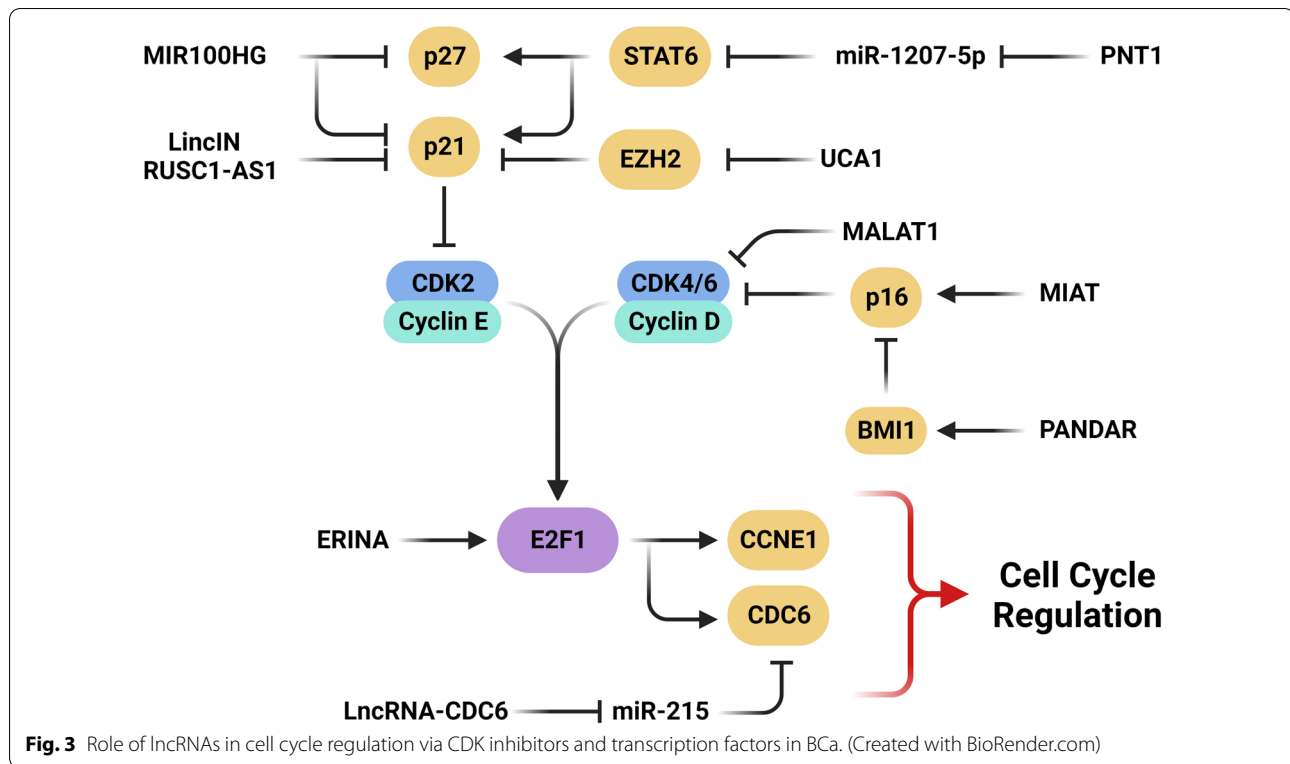 MIR100HG
p27
STAT6
miR-1207-5p
PNT1
LincIN
RUSC1-AS1
p21
EZH2
UCA1
MALAT1
CDK2
Cyclin E
CDK4/6
Cyclin D
p16
MIAT
BMI1
PANDAR
ERINA
E2F1
CCNE1
CDC6
Cell Cycle
Regulation
LncRNA-CDC6
miR-215
Fig. 3 Role of lncRNAs in cell cycle regulation via CDK inhibitors and transcription factors in BCa. (Created with BioRender.com)